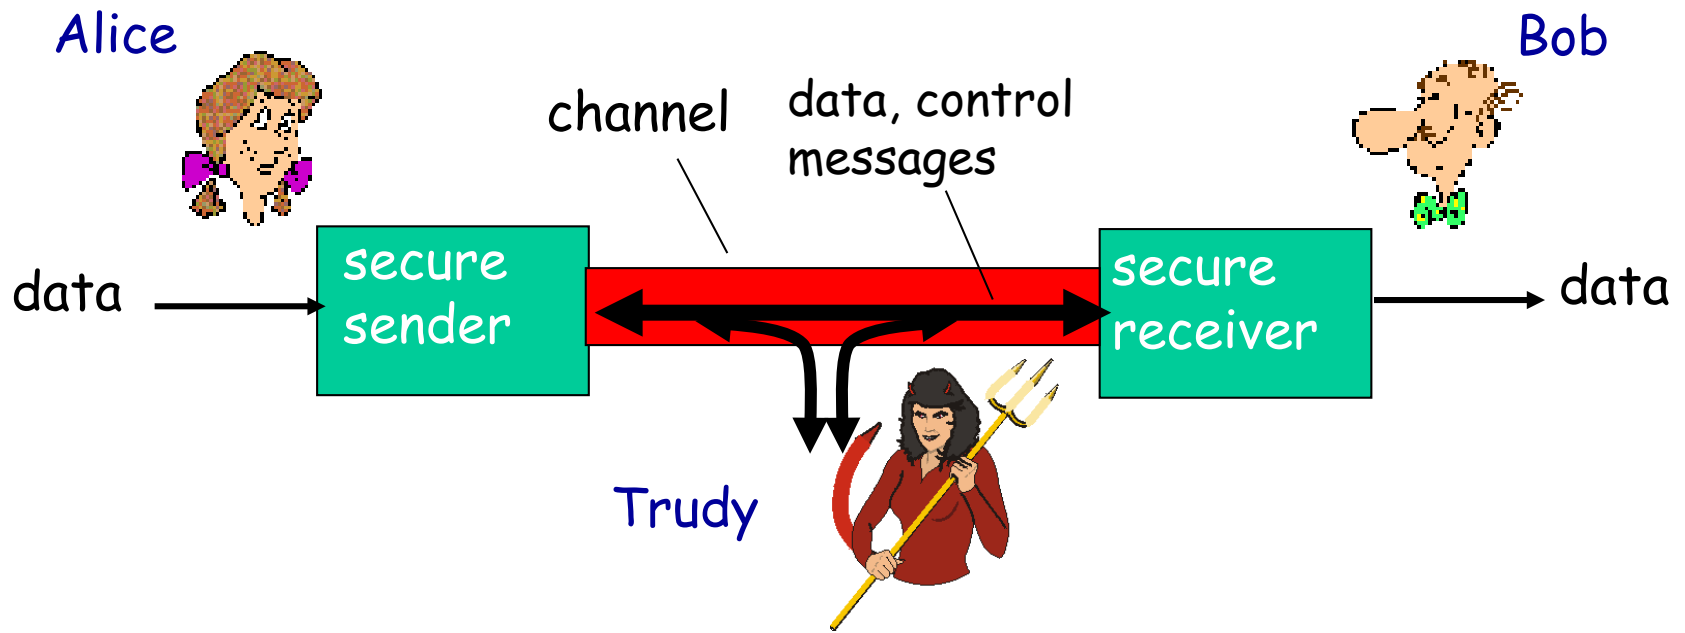 Alice
Bob
channel
data, control
messages
data
secure
sender
secure
receiver
data
Trudy